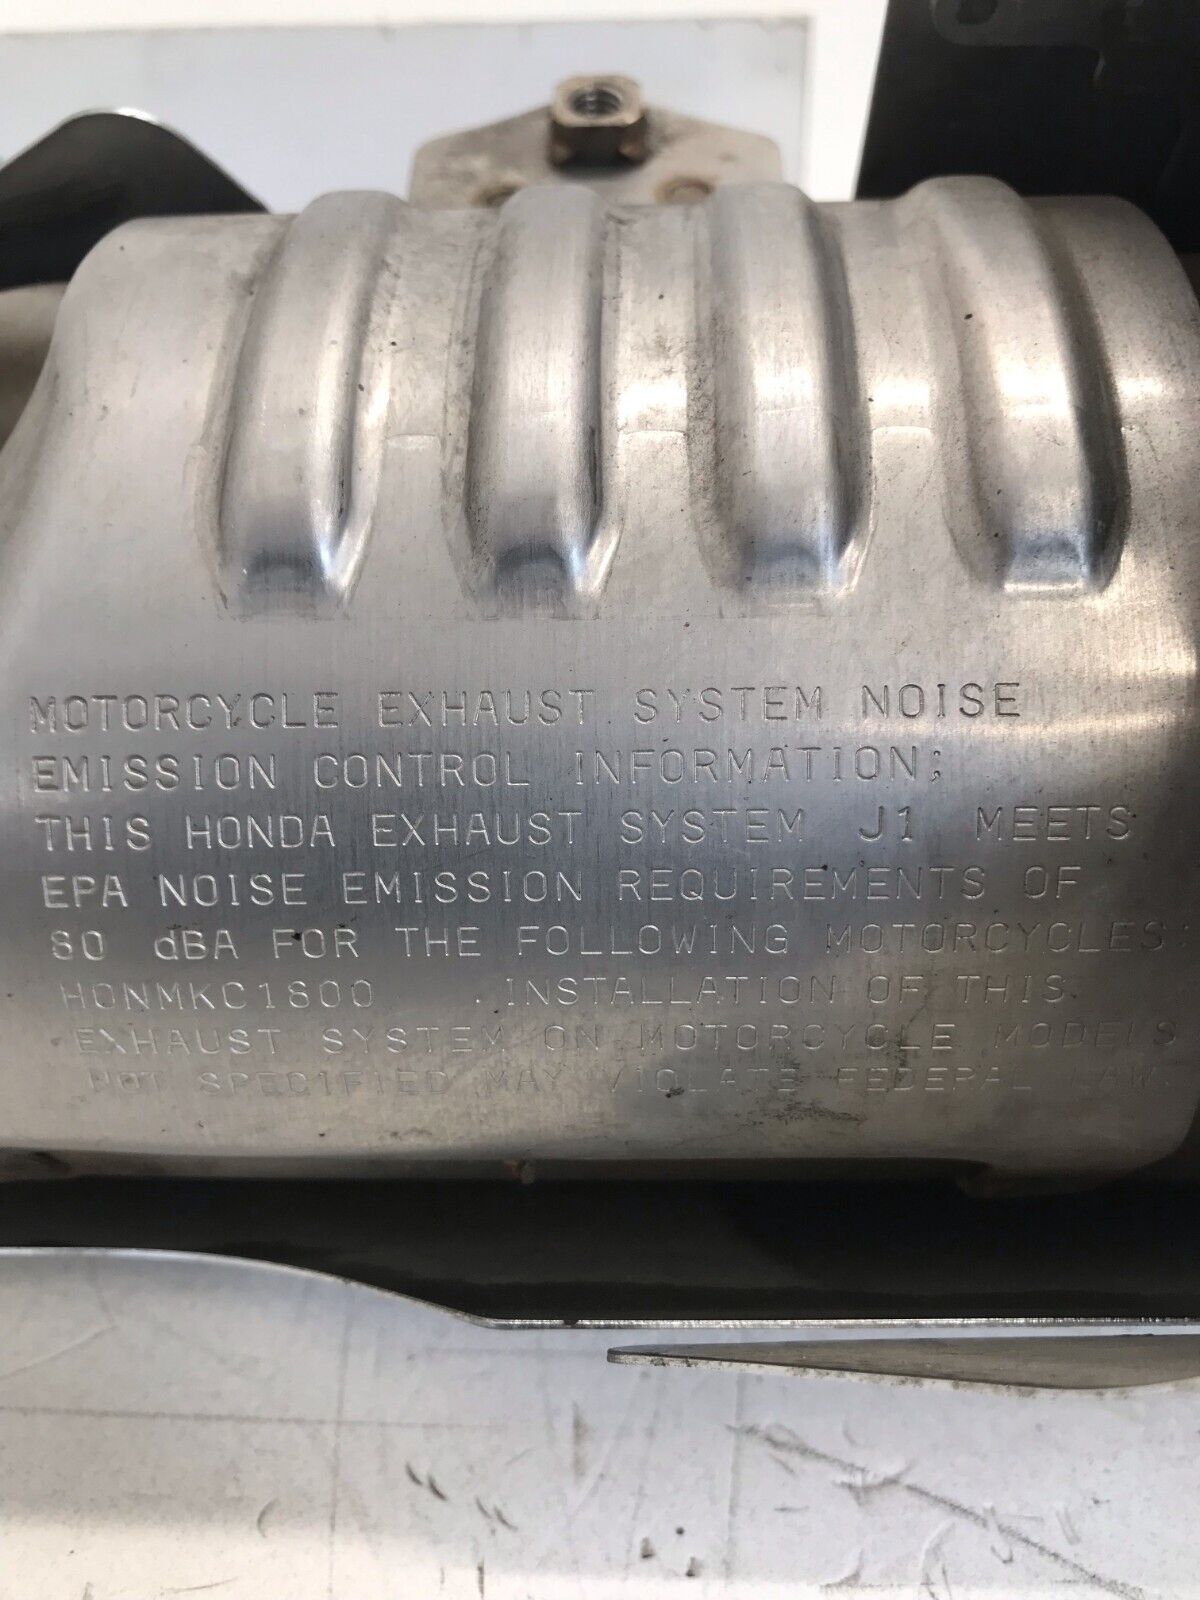 MOTORCYCLE EXHAUST SYSTEM NOISE
EMISSION CONTROL INFORMATION;
THIS HONDA EXHAUST SYSTEM J1 MEETS
EPA NOISE EMISSION REQUIREMENTS OF
80 dBA FOR THE FOLLOWING MOTORCYCLES:
HONMKC1800 . INSTALLATION OF THIS
EXHAUST SYSTEM ON MOTORCYCLE MODELS
NOT SPECIFIED MAY VIOLATE FEDERAL LAW.